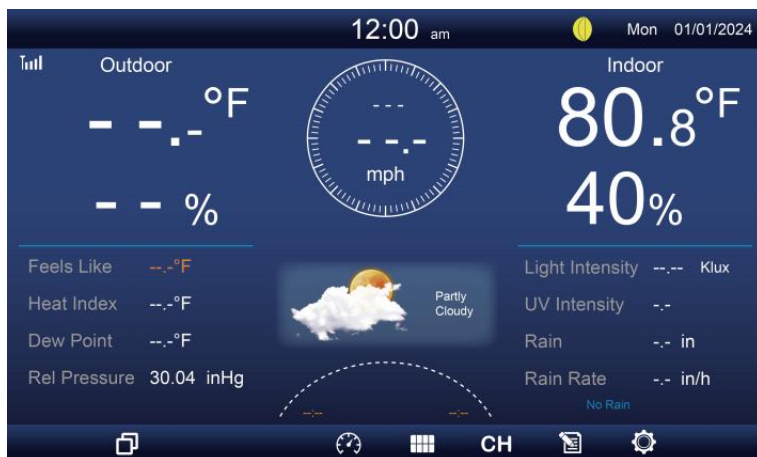 12:00 am
Mon 01/01/2024
Outdoor
Indoor
--.-°F
---
--.-
mph
80.8°F
-- %
40%
Feels Like --.-°F
Heat Index --.-°F
Dew Point --.-°F
Rel Pressure 30.04 inHg
Partly
Cloudy
--:--
--:--
Light Intensity --.-- Klux
UV Intensity -.-
Rain -.- in
Rain Rate -.- in/h
No Rain
CH